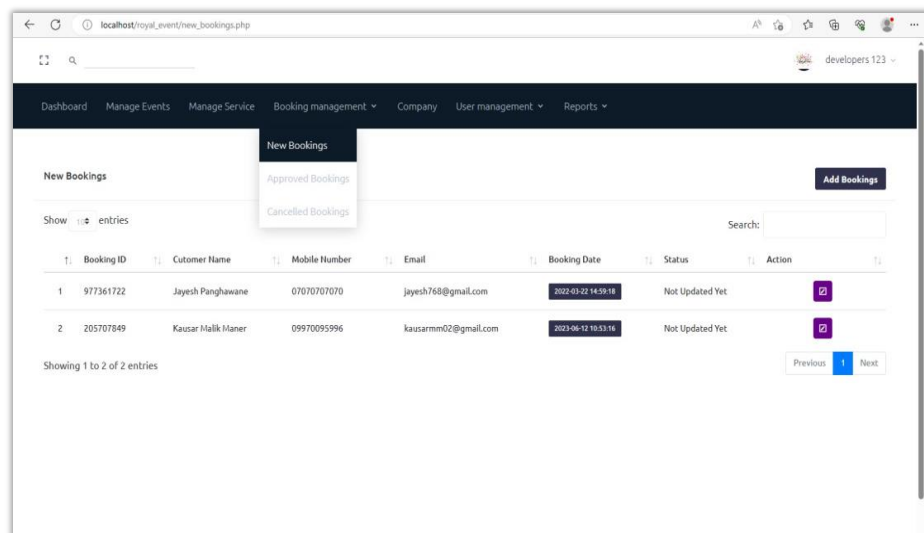 localhost/royal_event/new_bookings.php
developers 123
Dashboard Manage Events Manage Service Booking management Company User management Reports
New Bookings
Approved Bookings
Cancelled Bookings
New Bookings
Add Bookings
Show 10 entries
Search:
Booking ID Cutomer Name Mobile Number Email Booking Date Status Action
1 977361722 Jayesh Panghawane 07070707070 jayesh768@gmail.com 2022-03-22 14:59:18 Not Updated Yet
2 205707849 Kausar Malik Maner 09970095996 kausarmm02@gmail.com 2023-06-12 10:53:16 Not Updated Yet
Showing 1 to 2 of 2 entries
Previous 1 Next